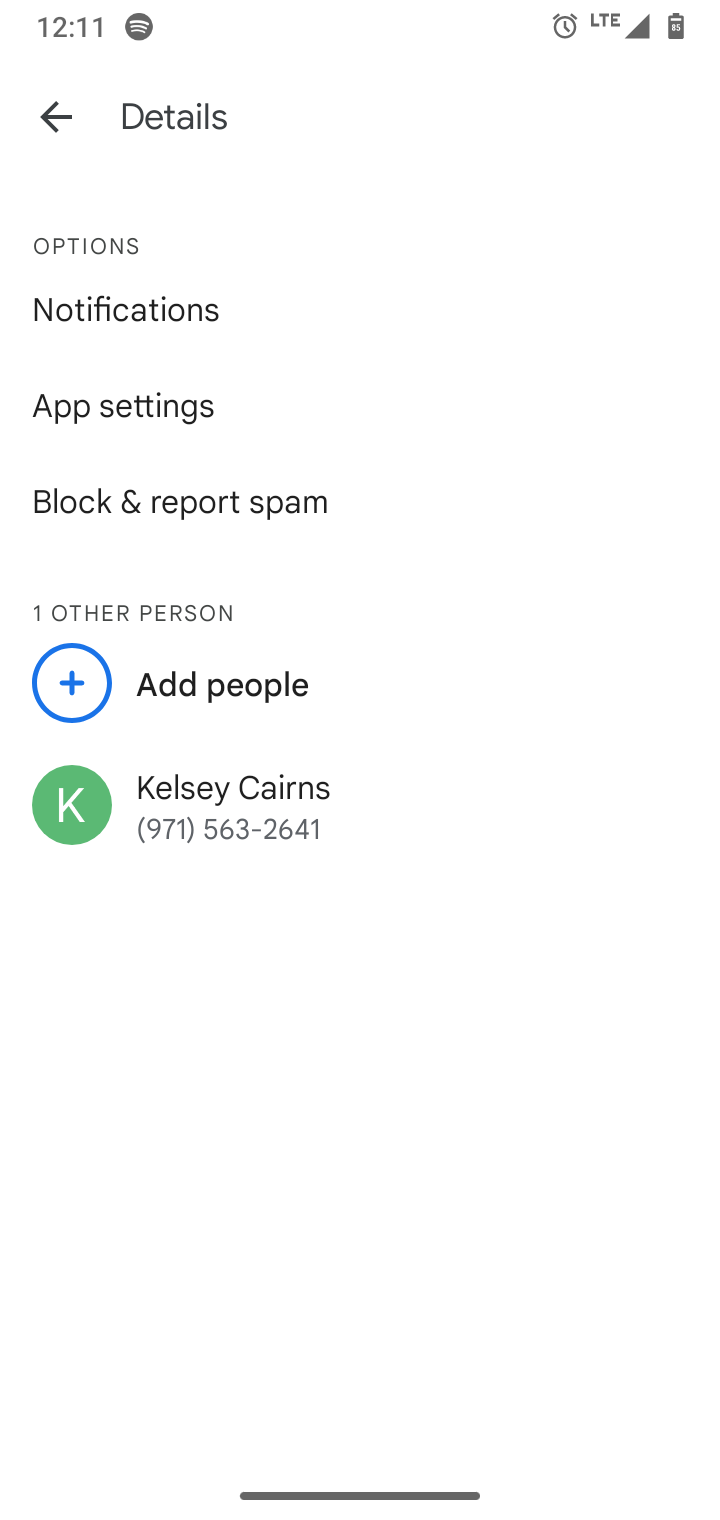 12:11
LTE
85
Details
OPTIONS
Notifications
App settings
Block & report spam
1 OTHER PERSON
Add people
K
Kelsey Cairns
(971) 563-2641